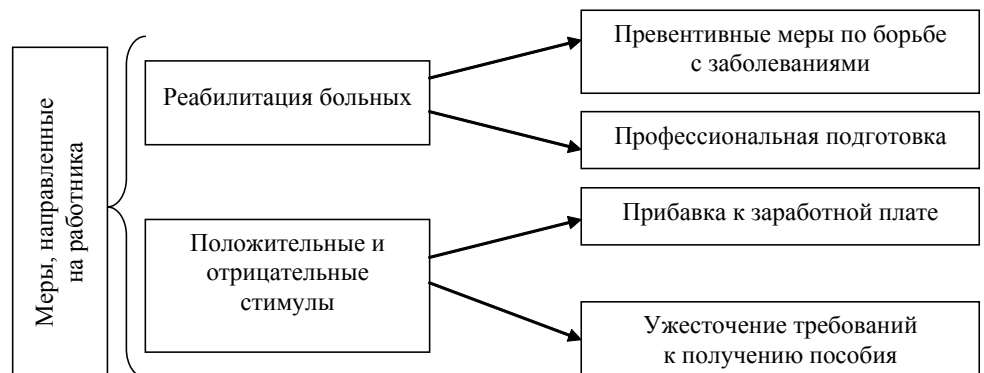 Меры, направленные
на работника
Реабилитация больных
Превентивные меры по борьбе
с заболеваниями
Профессиональная подготовка
Положительные и
отрицательные
стимулы
Прибавка к заработной плате
Ужесточение требований
к получению пособия